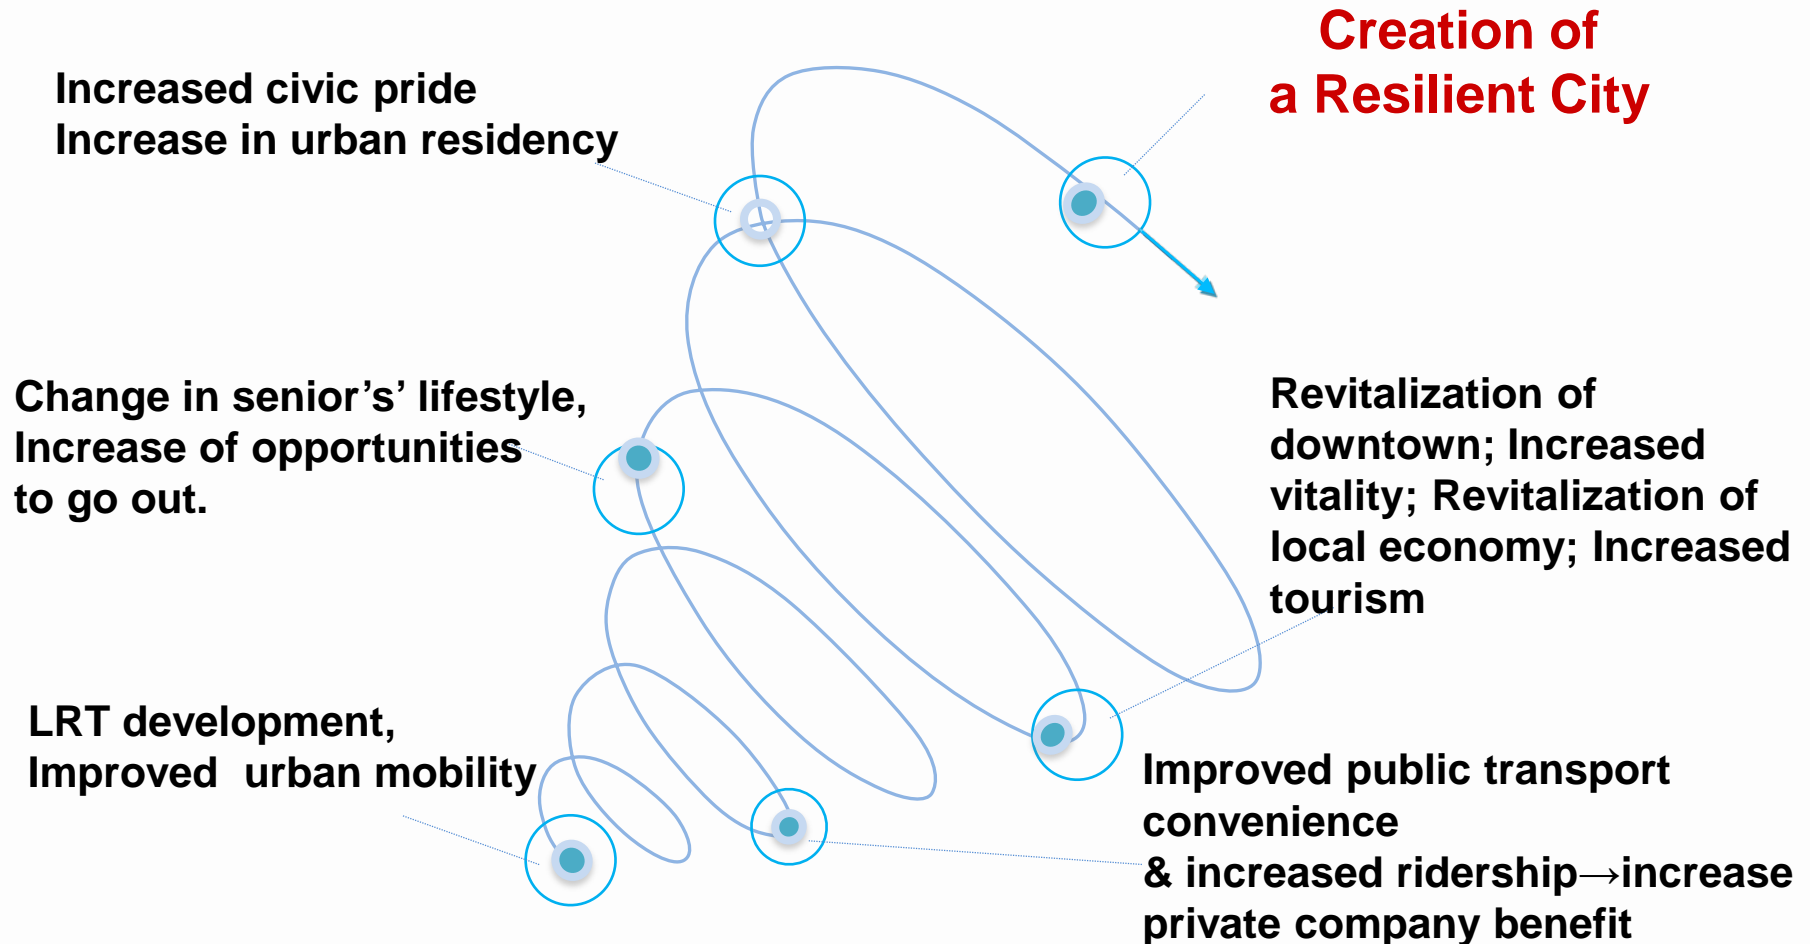 Creation of
a Resilient City
Increased civic pride
Increase in urban residency
Change in senior’s’ lifestyle,
Increase of opportunities
to go out.
Revitalization of
downtown; Increased
vitality; Revitalization of
local economy; Increased
tourism
LRT development,
Improved  urban mobility
Improved public transport
convenience
& increased ridership→increase
private company benefit